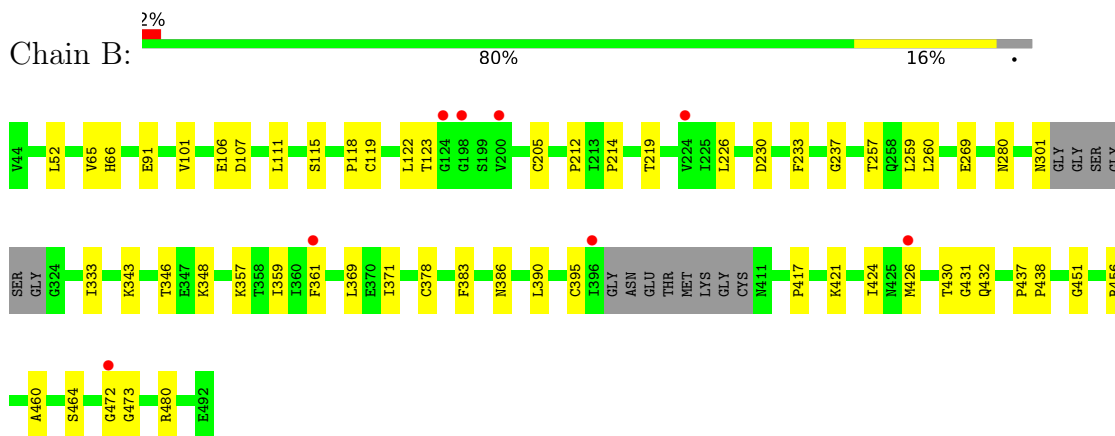 2%
Chain B:
80% 16% •
V44 L52 V65 H66 E91 V101 E106 D107 L111 S115 P118 C119 L122 T123 G124 G198 S199 V200 C205 P212 I213 P214 T219 V224 I225 L226 D230 F233 G237 T257 Q258 L259 L260 E269 N280 N301 GLY GLY SER GLY
SER GLY G324 I333 K343 T346 E347 K348 K357 T358 I359 I360 F361 L369 E370 I371 C378 F383 N386 L390 C395 I396 GLY ASN GLU THR MET LYS GLY CYS N411 P417 K421 I424 N425 M426 T430 G431 Q432 P437 P438 G451
A460 S464 G472 G473 R480 E492